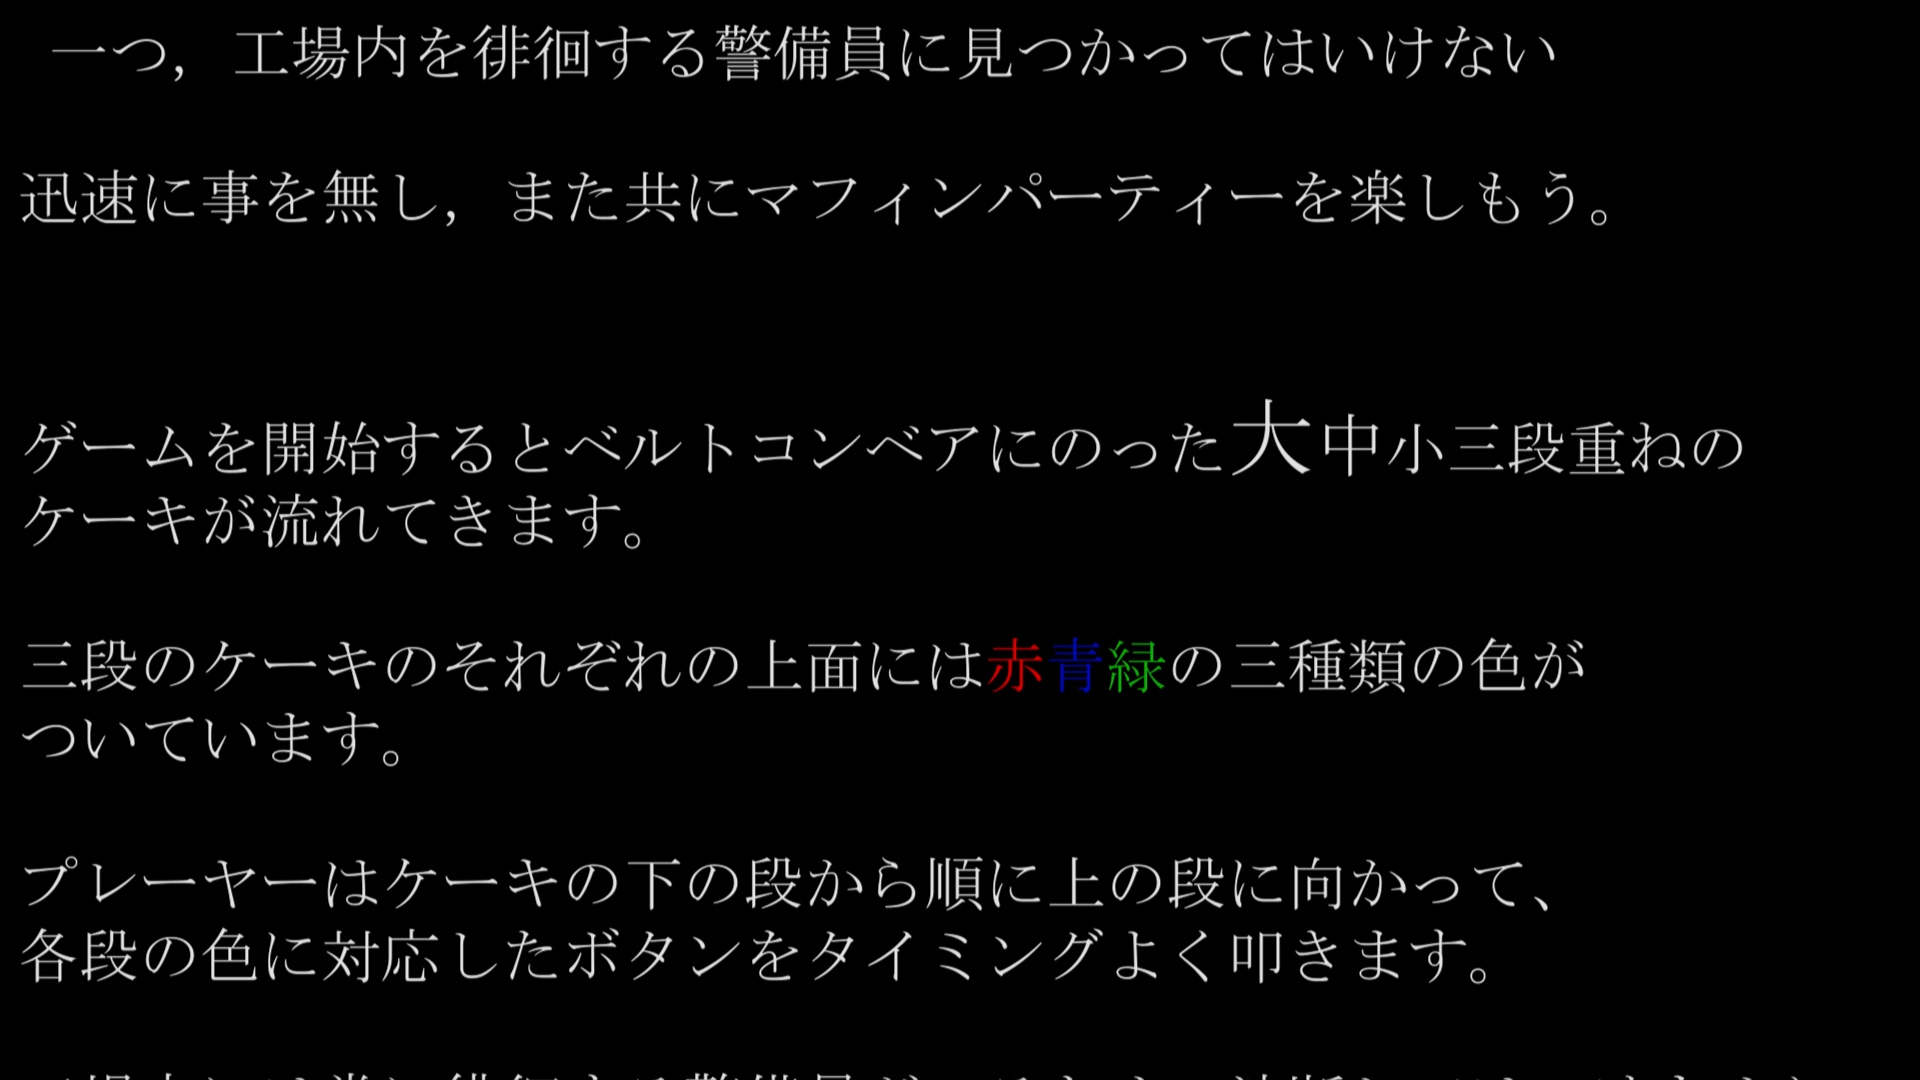 一つ，工場内を徘徊する警備員に見つかってはいけない
迅速に事を無し，また共にマフィンパーティーを楽しもう。
ゲームを開始するとベルトコンベアにのった大中小三段重ねの
ケーキが流れてきます。
三段のケーキのそれぞれの上面には赤青緑の三種類の色が
ついています。
プレーヤーはケーキの下の段から順に上の段に向かって、
各段の色に対応したボタンをタイミングよく叩きます。